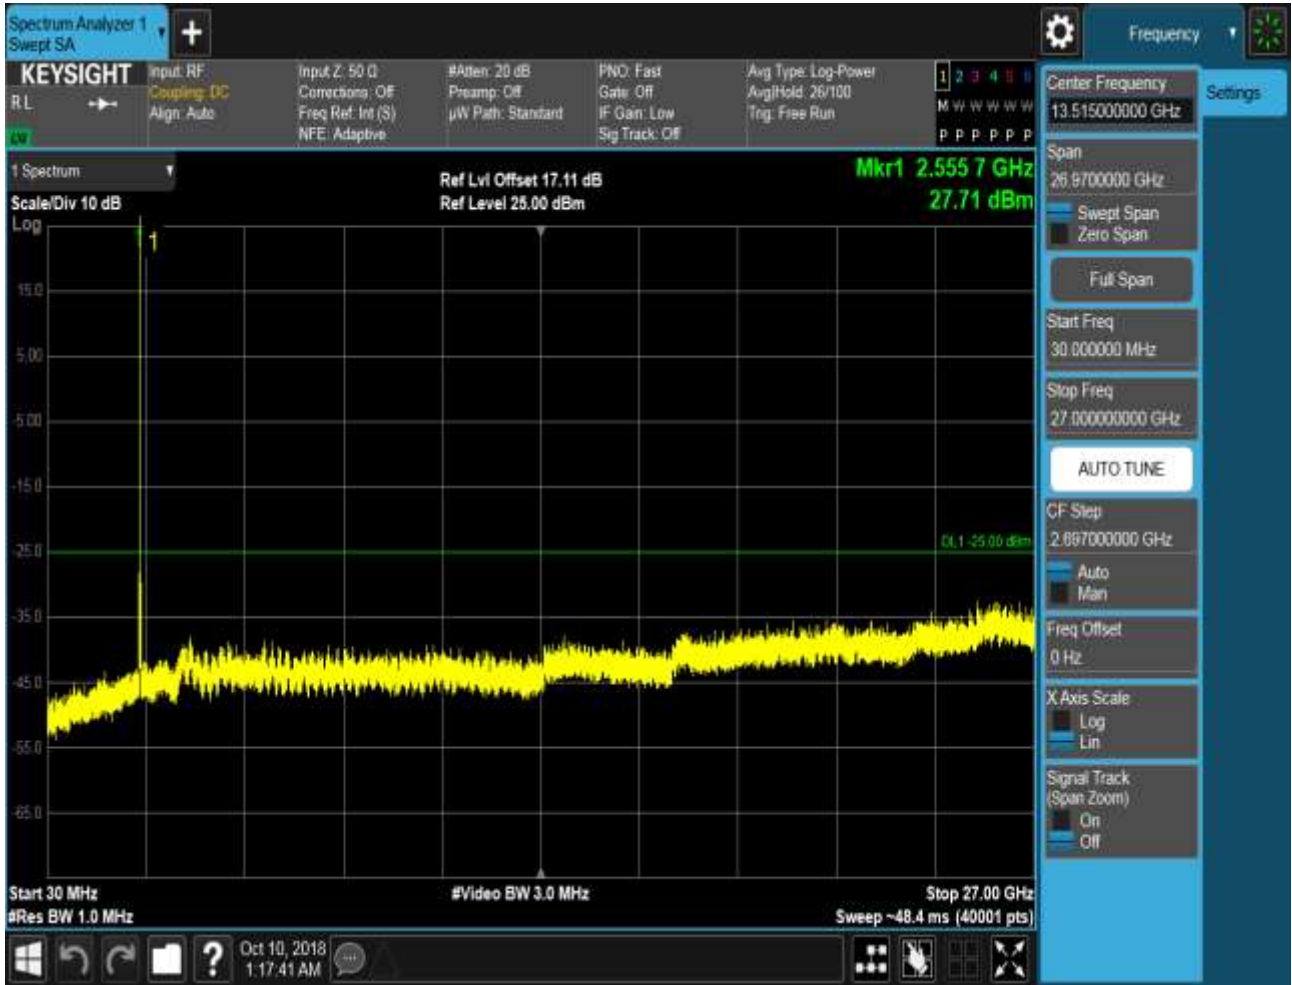 Spectrum Analyzer 1
Swept SA
Frequency
KEYSIGHT
R L
Input: RF
Coupling: DC
Align: Auto
Input Z: 50 Ω
Corrections: Off
Freq Ref: Int (S)
NFE: Adaptive
#Atten: 20 dB
Preamp: Off
µW Path: Standard
PNO: Fast
Gate: Off
IF Gain: Low
Sig Track: Off
Avg Type: Log-Power
Avg|Hold: 26/100
Trig: Free Run
1 2 3 4 5 6
M W W W W W
P P P P P P
1 Spectrum
Scale/Div 10 dB
Log
Ref Lvl Offset 17.11 dB
Ref Level 25.00 dBm
Mkr1 2.555 7 GHz
27.71 dBm
1
15.0
5.00
-5.00
-15.0
-25.0
-35.0
-45.0
-55.0
-65.0
DL1 -25.00 dBm
Start 30 MHz
#Res BW 1.0 MHz
#Video BW 3.0 MHz
Stop 27.00 GHz
Sweep ~48.4 ms (40001 pts)
Oct 10, 2018
1:17:41 AM
Center Frequency
13.515000000 GHz
Settings
Span
26.9700000 GHz
Swept Span
Zero Span
Full Span
Start Freq
30.000000 MHz
Stop Freq
27.000000000 GHz
AUTO TUNE
CF Step
2.697000000 GHz
Auto
Man
Freq Offset
0 Hz
X Axis Scale
Log
Lin
Signal Track
(Span Zoom)
On
Off